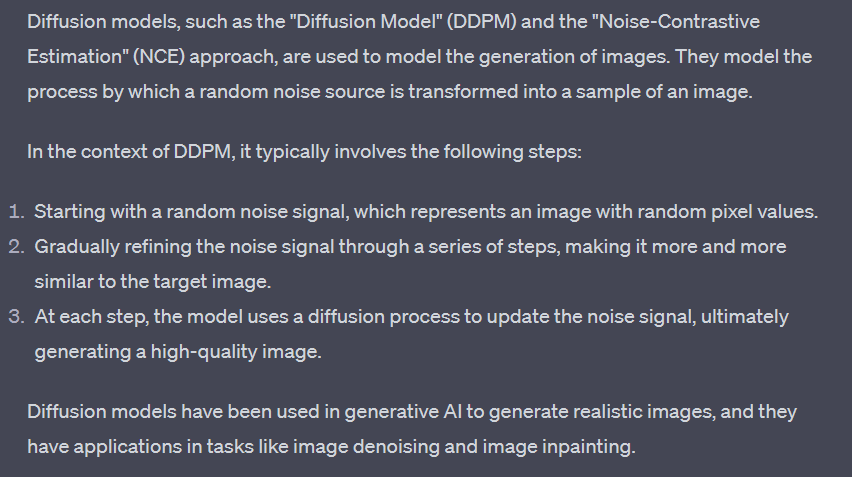 Diffusion models, such as the "Diffusion Model" (DDPM) and the "Noise-Contrastive
Estimation" (NCE) approach, are used to model the generation of images. They model the
process by which a random noise source is transformed into a sample of an image.
In the context of DDPM, it typically involves the following steps:
1. Starting with a random noise signal, which represents an image with random pixel values.
2. Gradually refining the noise signal through a series of steps, making it more and more
similar to the target image.
3. At each step, the model uses a diffusion process to update the noise signal, ultimately
generating a high-quality image.
Diffusion models have been used in generative AI to generate realistic images, and they
have applications in tasks like image denoising and image inpainting.